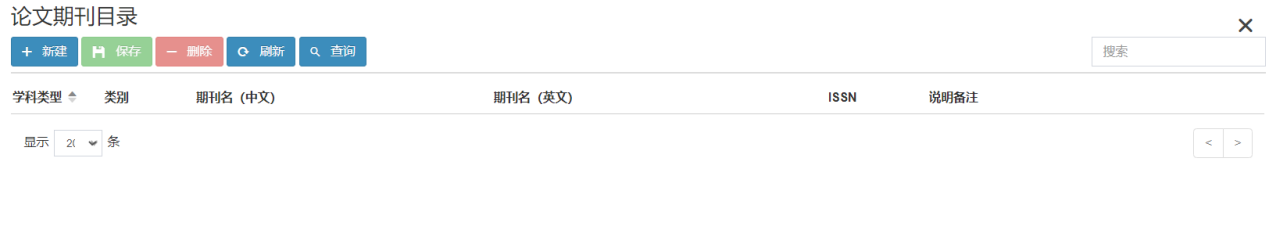 论文期刊目录
新建 保存 删除 刷新 查询 搜索
学科类型 类别 期刊名（中文） 期刊名（英文） ISSN 说明备注
显示 20 条 < >